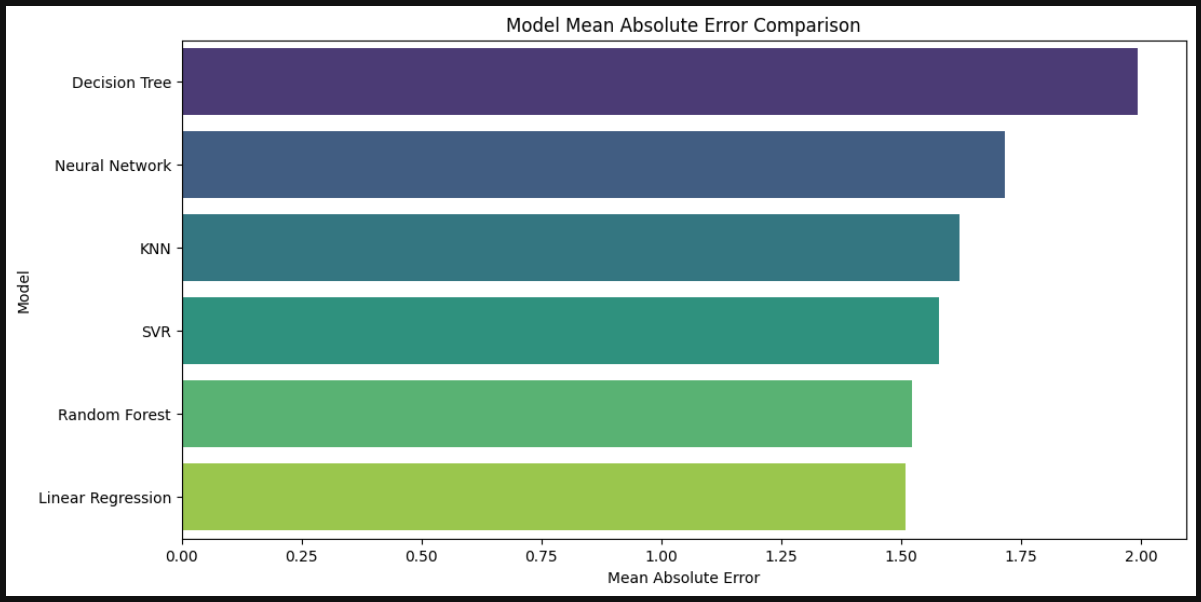 Model Mean Absolute Error Comparison
Decision Tree
Neural Network
KNN
SVR
Random Forest
Linear Regression
Model
0.00 0.25 0.50 0.75 1.00 1.25 1.50 1.75 2.00
Mean Absolute Error